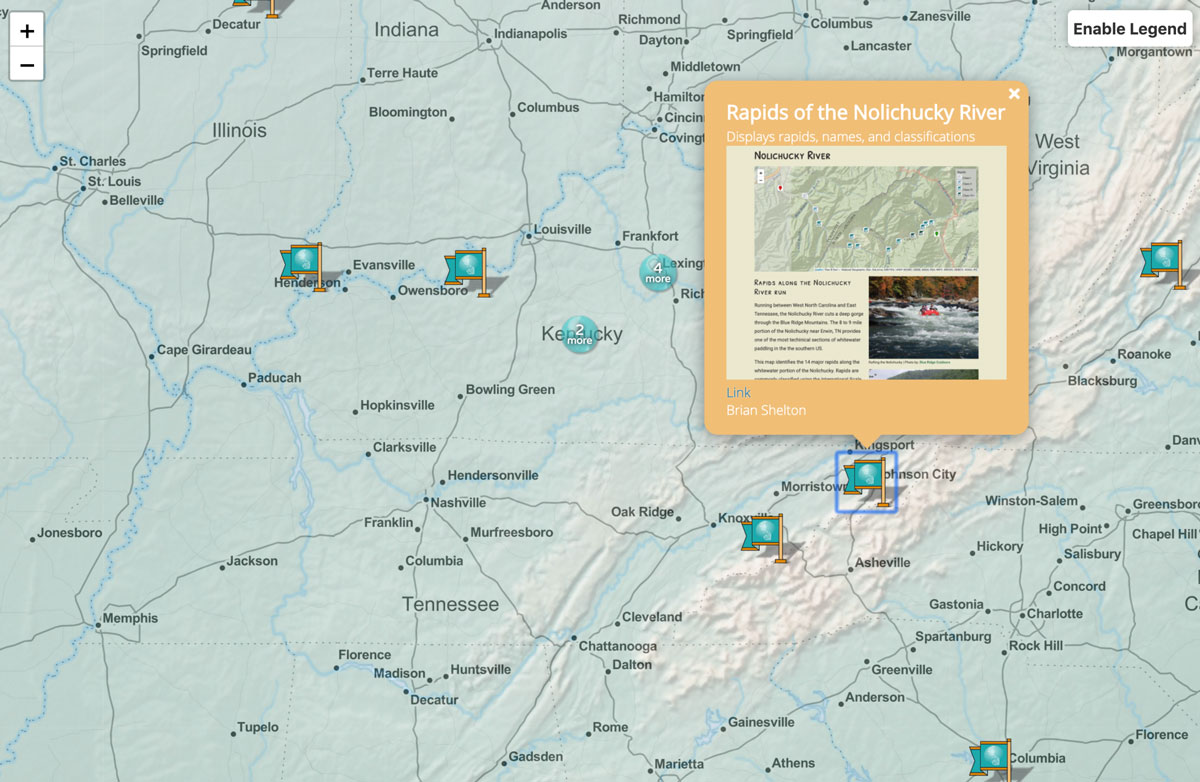 Anderson
Decatur
Indiana
Richmond
Columbus
Zanesville
+
Springfield
Indianapolis
Dayton
Springfield
Lancaster
Enable Legend
−
Middletown
Morgantown
Terre Haute
Hamilton
Bloomington
Columbus
Cincin
Illinois
Covingt
West
Virginia
St. Charles
St. Louis
Belleville
Rapids of the Nolichucky River
Displays rapids, names, and classifications
Nolichucky River
Rapids along the Nolichucky
River run
Running between West North Carolina and East
Tennessee, the Nolichucky River cuts a deep gorge
through the Blue Ridge Mountains. The 8 to 9 mile
portion of the Nolichucky near Erwin, TN provides
one of the most technical sections of whitewater
paddling in the the southern US.
This map identifies the 14 major rapids along the
whitewater portion of the Nolichucky. Rapids are
Link
Brian Shelton
Louisville
Frankfort
Evansville
4
more
Lexing
Henderson
Owensboro
Rich
Kentucky
2
more
Cape Girardeau
Roanoke
Paducah
Blacksburg
Bowling Green
Hopkinsville
Clarksville
Kingsport
Danv
Hendersonville
Johnson City
Morristow
Nashville
Winston-Salem
Greensbor
Oak Ridge
Knoxville
Franklin
Murfreesboro
High Point
Chapel Hill
Jonesboro
Hickory
Salisbury
Jackson
Columbia
Asheville
Concord
Tennessee
Gastonia
Charlotte
C
Memphis
Cleveland
Spartanburg
Rock Hill
Chattanooga
Florence
Dalton
Madison
Huntsville
Greenville
Decatur
Anderson
Tupelo
Rome
Gainesville
Florence
Gadsden
Marietta
Athens
Columbia